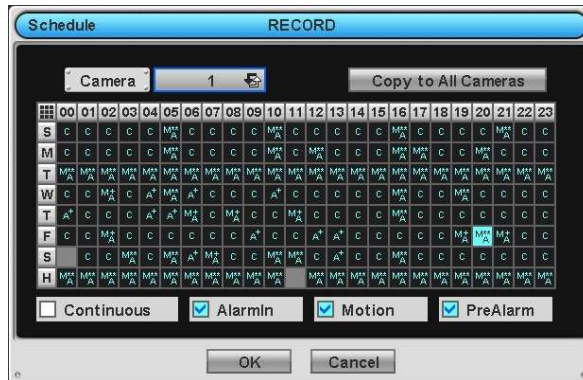 Schedule RECORD
Camera 1 Copy to All Cameras
00 01 02 03 04 05 06 07 08 09 10 11 12 13 14 15 16 17 18 19 20 21 22 23
S C C C C C M**A C C C C M**A C C C C C M**A C C C C M**A C C
M C C C C C M**A C C C C M**A C M**A C C C M**A M**A C C M**A C C C
T M**A M**A M**A M**A M**A M**A M**A M**A M**A M**A M**A M**A M**A M**A M**A M**A M**A M**A M**A M**A M**A M**A M**A M**A
W C C M+A C A+ M**A A+ C C C A+ C C C C C M**A C C M**A C C C C
T A+ C C C A+ A+ M+A C M+A C C M+A C C C C M**A C C C C C C C
F C C M+A C C C C C C A+ C C A+ A+ C C C C C M+A M**A M+A C C
S C C M**A C M**A A+ M+A C C M**A M**A C A+ C C M**A C C C C C C C
H M**A M**A M**A M**A M**A M**A M**A M**A M**A M**A M**A M**A M**A M**A M**A M**A M**A M**A M**A M**A M**A M**A M**A
Continuous AlarmIn Motion PreAlarm
OK Cancel